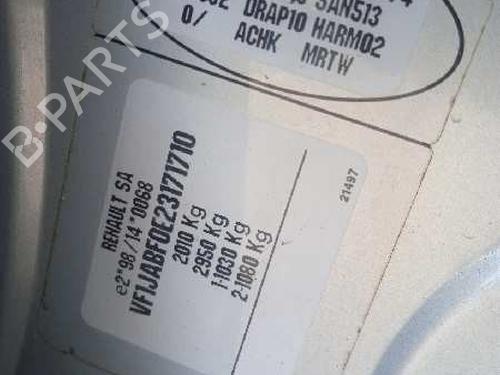 SAN513
DRAP10 HARM02
0/ ACHK MRTW
RENAULT SA
e2*98/14*0068
VF1JABF0E23171710
2010 Kg
2950 Kg
1-1030 Kg
2-1080 Kg
21497
B-PARTS